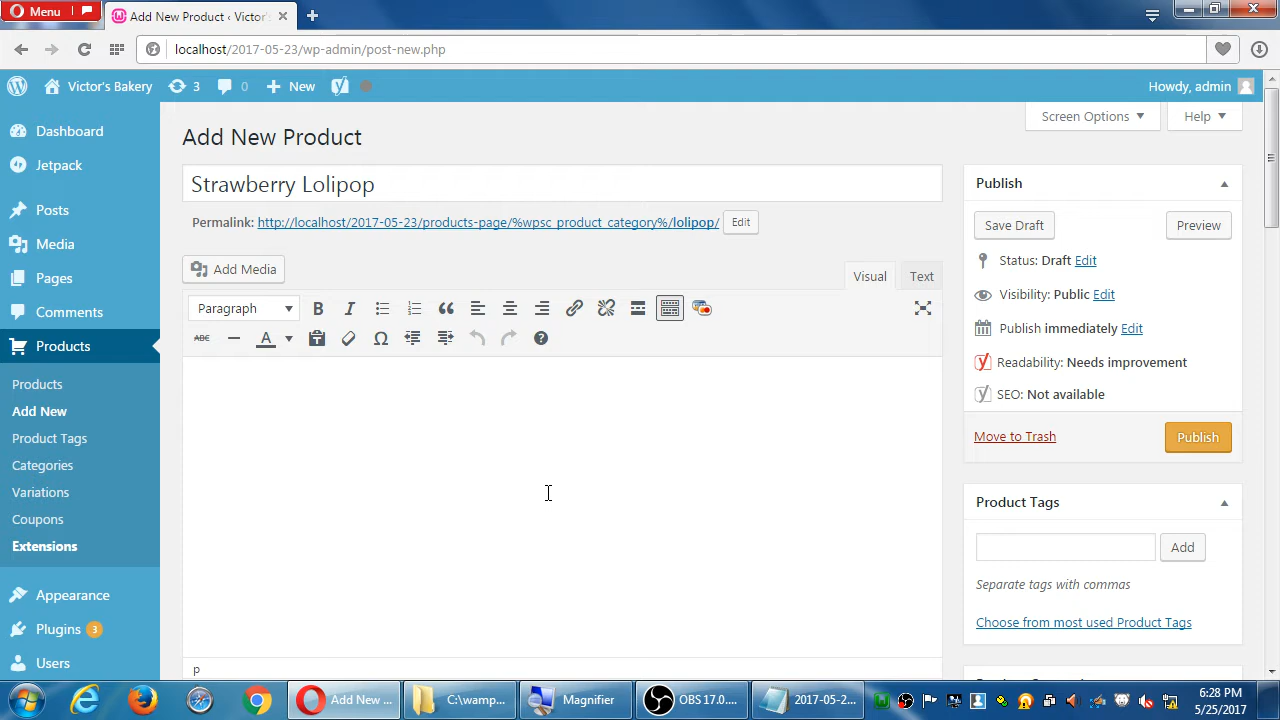 Menu
Add New Product ‹ Victor's
localhost/2017-05-23/wp-admin/post-new.php
Victor's Bakery
3
0
New
Howdy, admin
Dashboard
Jetpack
Posts
Media
Pages
Comments
Products
Products
Add New
Product Tags
Categories
Variations
Coupons
Extensions
Appearance
Plugins 3
Users
Screen Options
Help
Add New Product
Strawberry Lolipop
Permalink: http://localhost/2017-05-23/products-page/%wpsc_product_category%/lolipop/ Edit
Add Media
Visual
Text
Paragraph
B
I
ABC
A
p
Publish
Save Draft
Preview
Status: Draft Edit
Visibility: Public Edit
Publish immediately Edit
Readability: Needs improvement
SEO: Not available
Move to Trash
Publish
Product Tags
Add
Separate tags with commas
Choose from most used Product Tags
Add New ...
C:\wamp...
Magnifier
OBS 17.0....
2017-05-2...
6:28 PM
5/25/2017